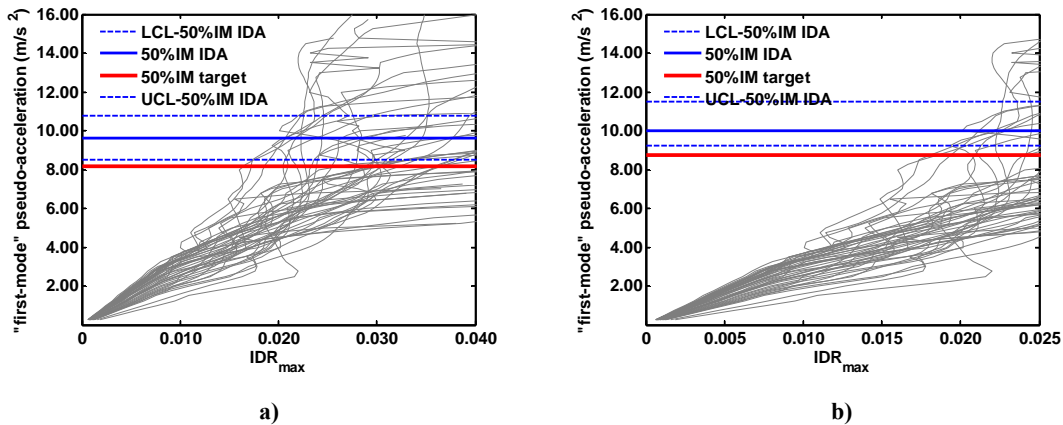 16.00
14.00
12.00
10.00
8.00
6.00
4.00
2.00
"first-mode" pseudo-acceleration (m/s ²)
LCL-50%IM IDA
50%IM IDA
50%IM target
UCL-50%IM IDA
0 0.010 0.020 0.030 0.040
IDRmax
a)
16.00
14.00
12.00
10.00
8.00
6.00
4.00
2.00
"first-mode" pseudo-acceleration (m/s ²)
LCL-50%IM IDA
50%IM IDA
50%IM target
UCL-50%IM IDA
0 0.005 0.010 0.015 0.020 0.025
IDRmax
b)